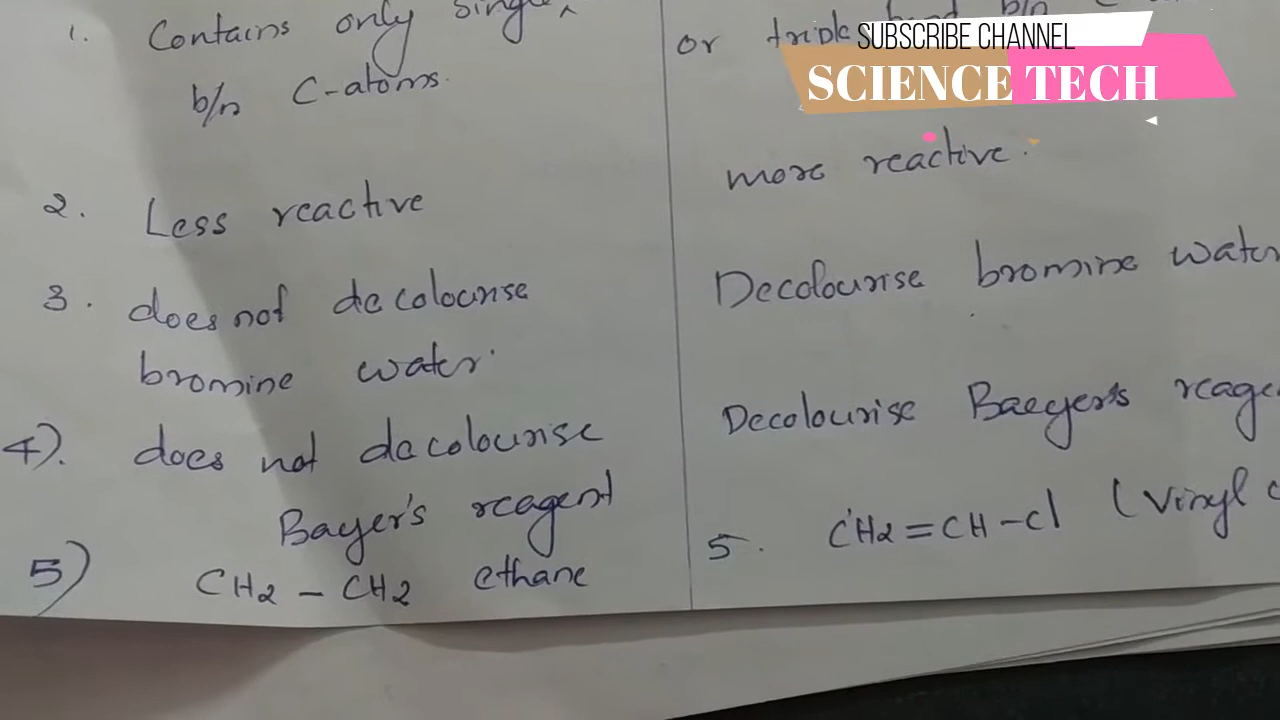 1. Contains only single
b/n C-atoms.
or triple
SUBSCRIBE CHANNEL
SCIENCE TECH
2. Less reactive
more reactive.
3. does not decolourise
bromine water.
Decolourise bromine water
4). does not decolourise
Bayer's reagent
Decolourise Baeyer's
5) CH2 - CH2 ethane
5. CH2 = CH - Cl (Vinyl